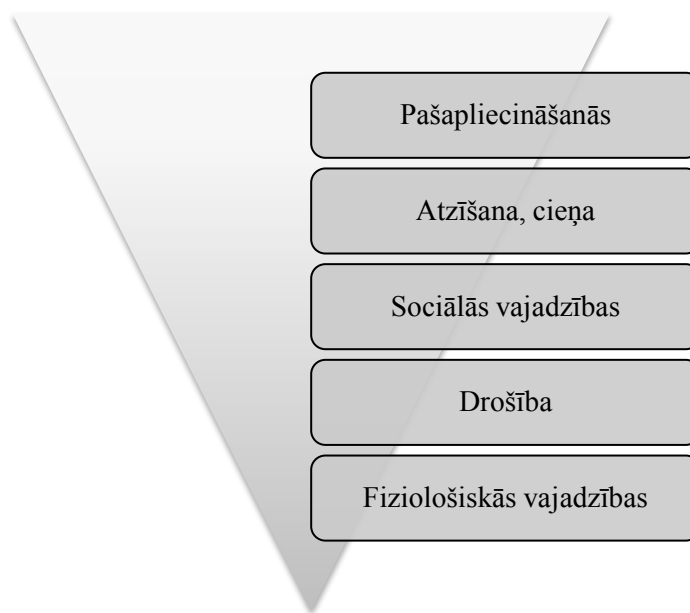 Pašapliecināšanās
Atzīšana, cieņa
Sociālās vajadzības
Drošība
Fizioloģiskās vajadzības